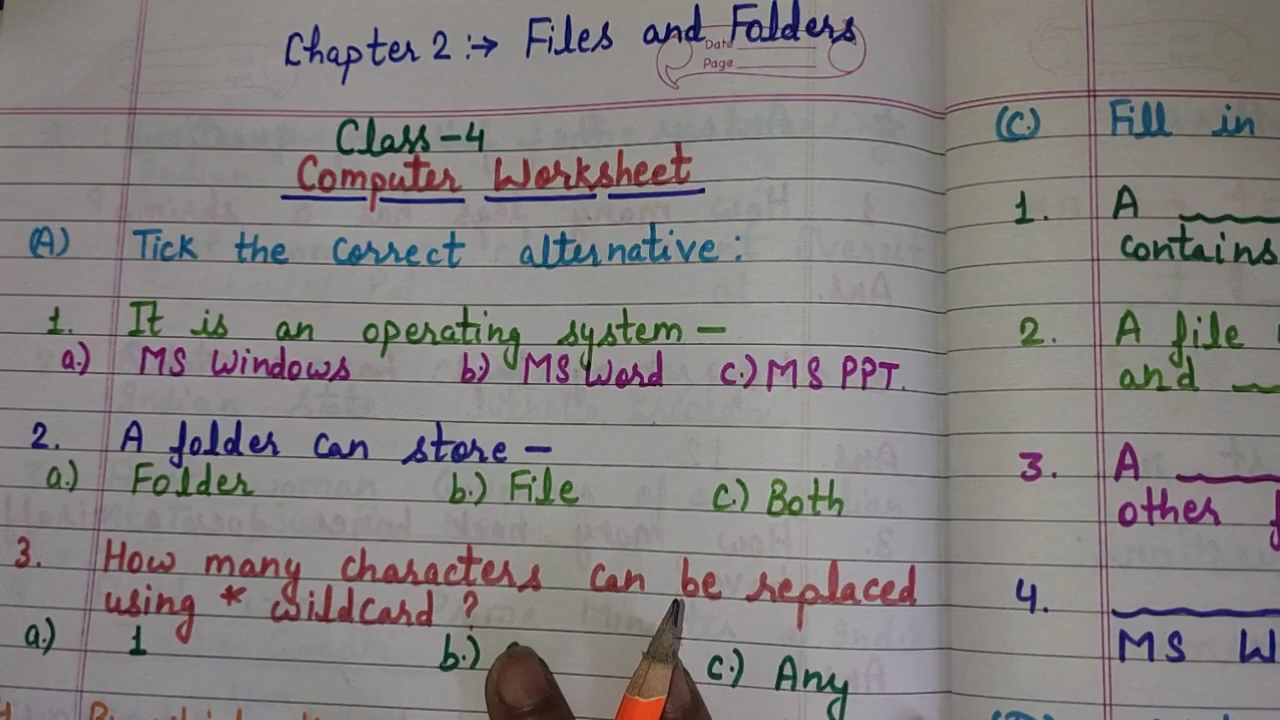 Chapter 2 :→ Files and Folders
Date
Page
Class-4
Computer Worksheet
(A) Tick the correct alternative :
1. It is an operating system –
a.) MS Windows b.) MS Word c.) MS PPT.
2. A folder can store –
a.) Folder b.) File c.) Both
3. How many characters can be replaced
using * wildcard ?
a.) 1 b.) c.) Any
(C) Fill in
1. A
contains
2. A file
and
3. A
other
4.
MS W